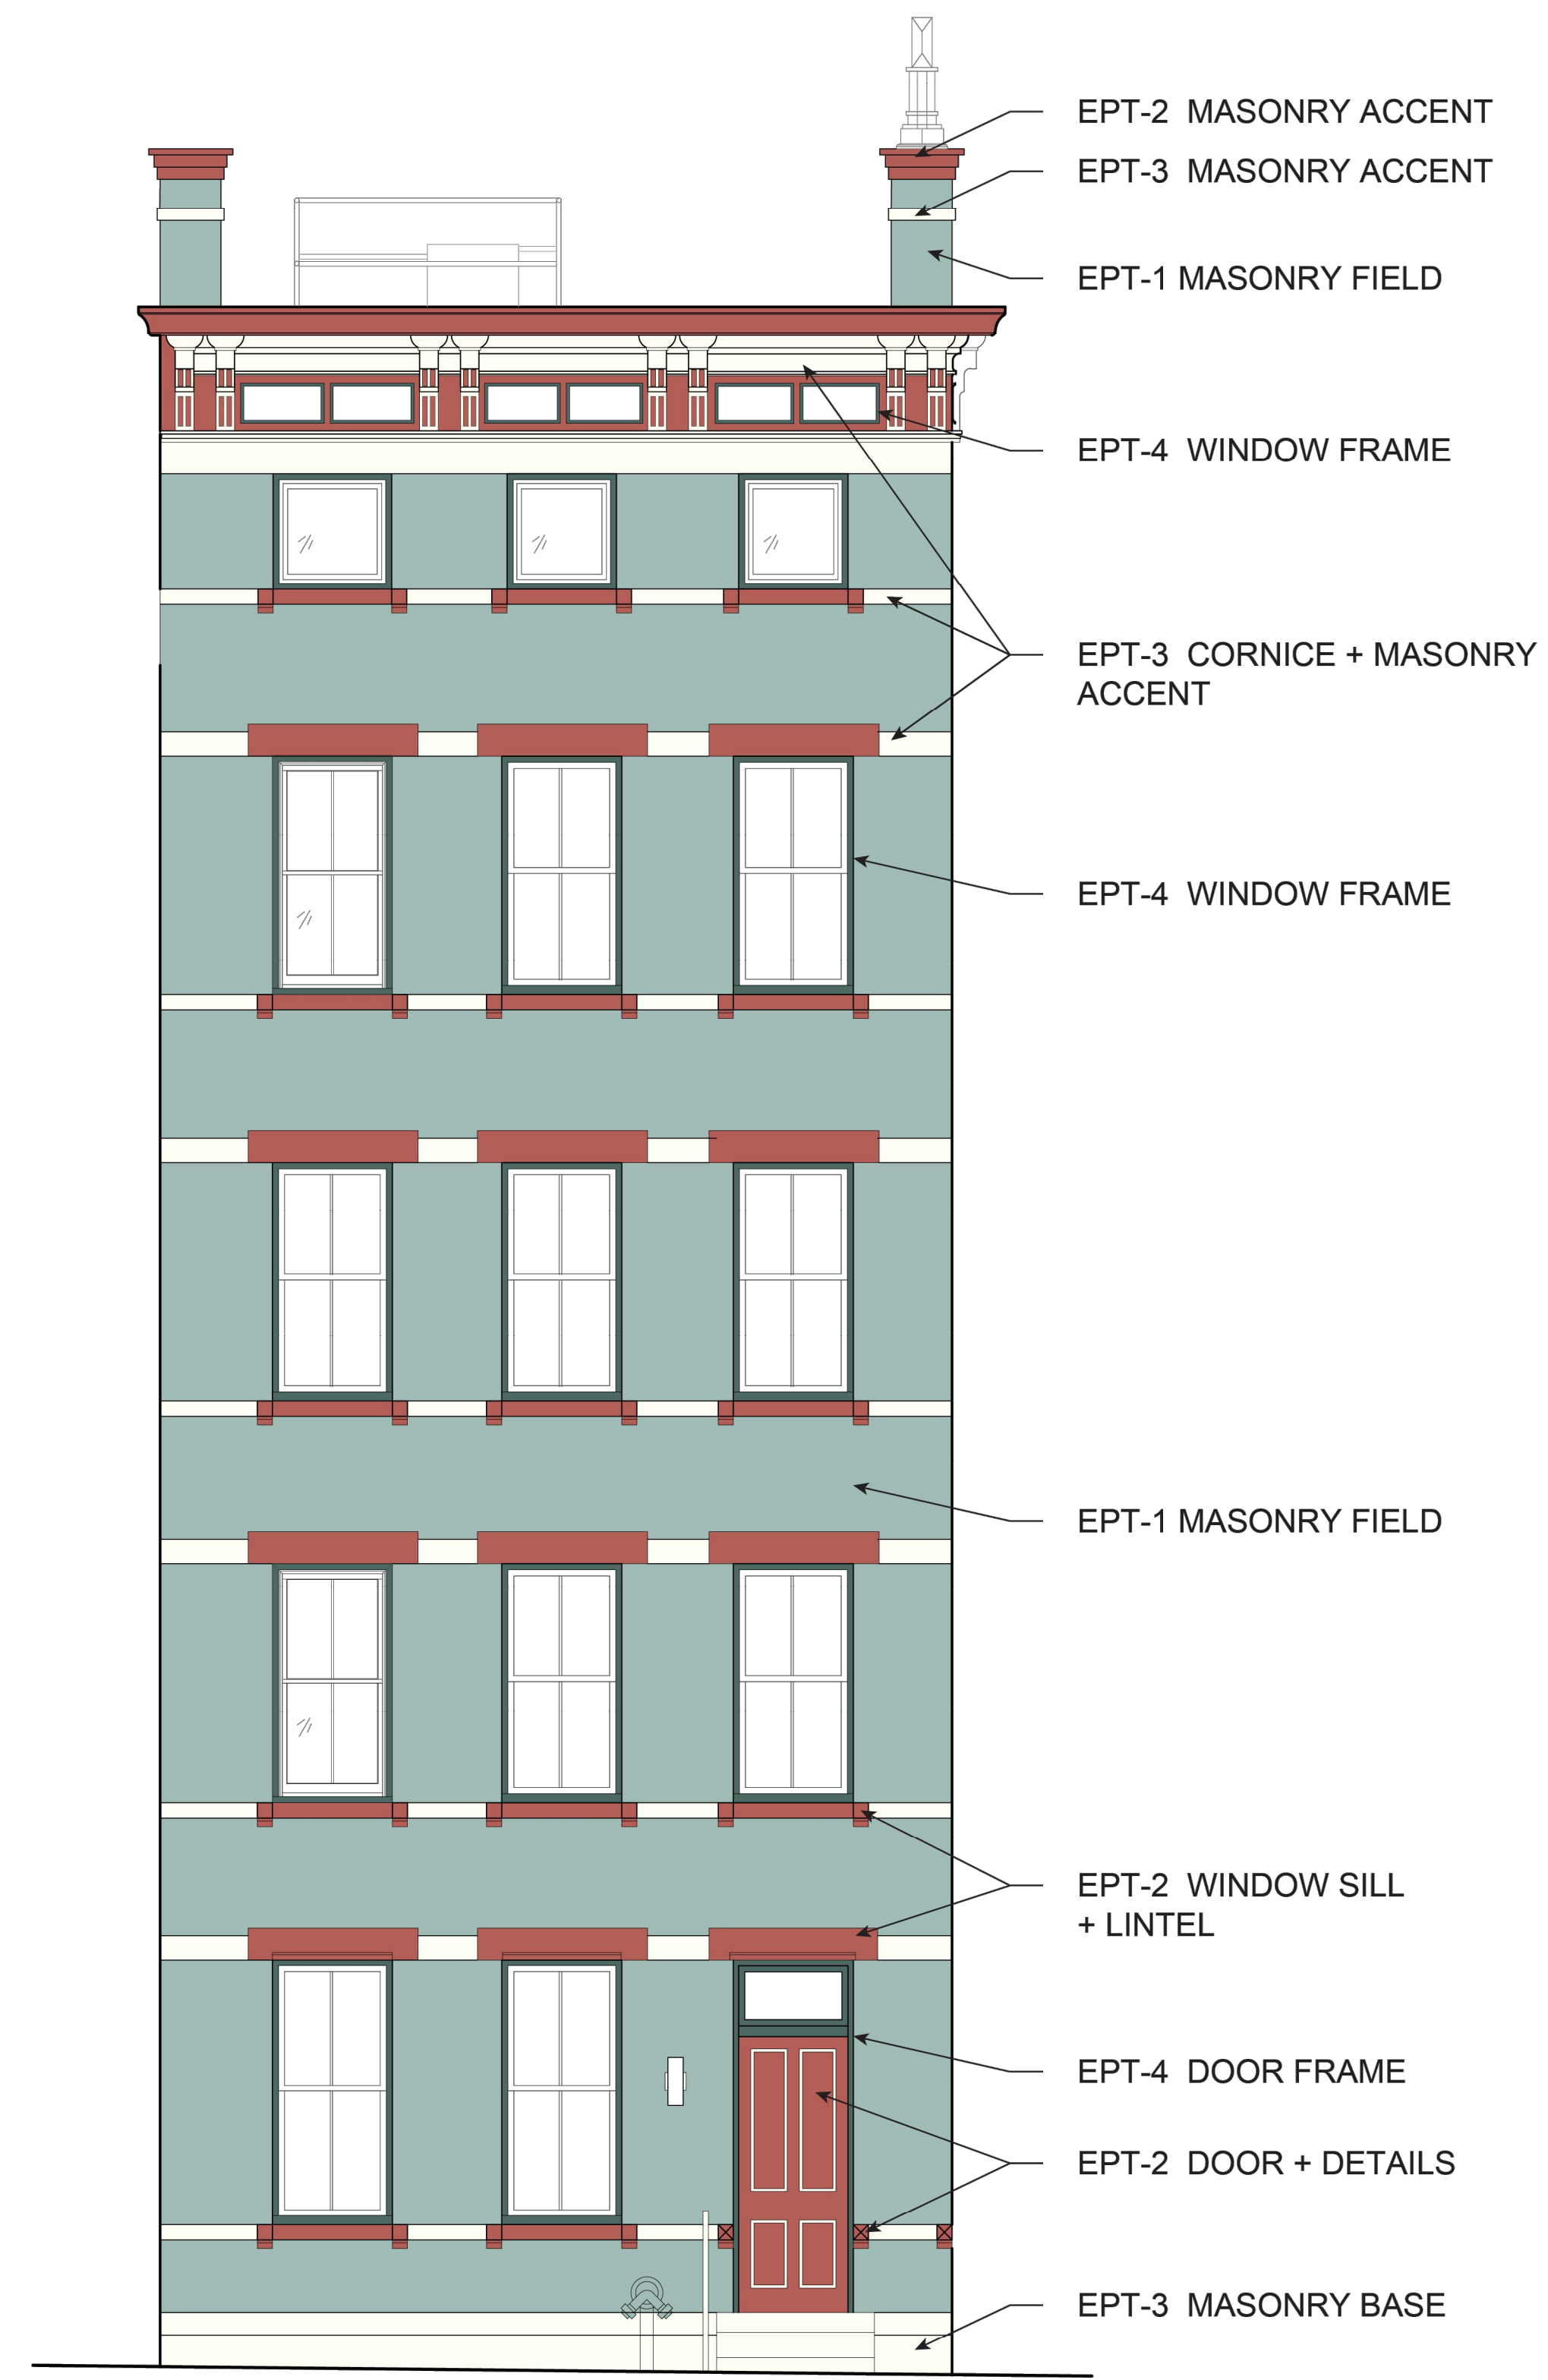 EPT-2 MASONRY ACCENT
EPT-3 MASONRY ACCENT
EPT-1 MASONRY FIELD
EPT-4 WINDOW FRAME
EPT-3 CORNICE + MASONRY
ACCENT
EPT-4 WINDOW FRAME
EPT-1 MASONRY FIELD
EPT-2 WINDOW SILL
+ LINTEL
EPT-4 DOOR FRAME
EPT-2 DOOR + DETAILS
EPT-3 MASONRY BASE